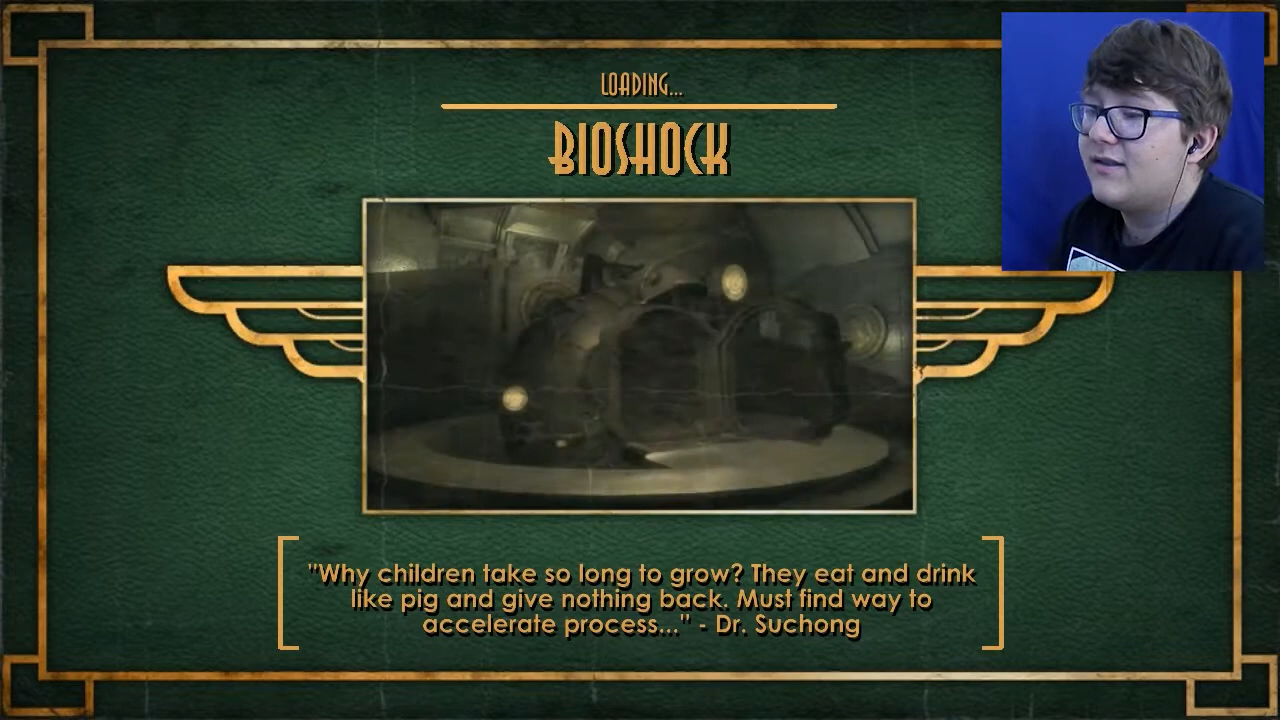 LOADING...
BIOSHOCK
"Why children take so long to grow? They eat and drink
like pig and give nothing back. Must find way to
accelerate process..." - Dr. Suchong